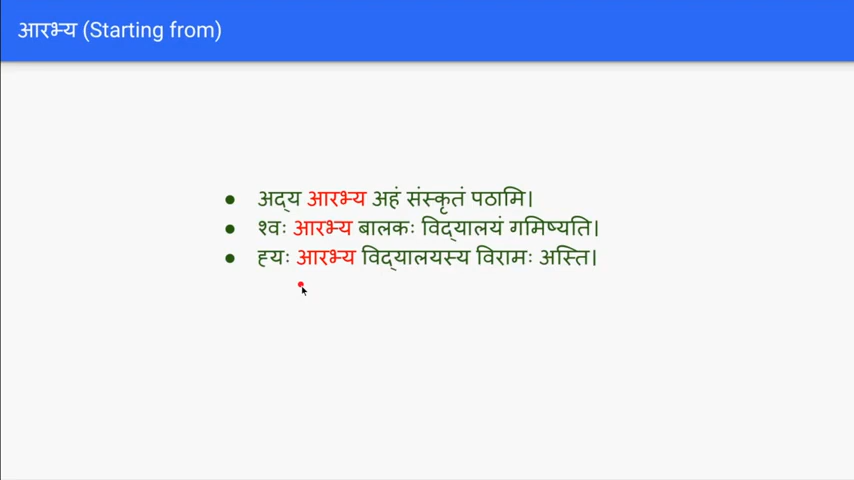 आरभ्य (Starting from)
● अद्य आरभ्य अहं संस्कृतं पठामि।
● श्वः आरभ्य बालकः विद्यालयं गमिष्यति।
● ह्यः आरभ्य विद्यालयस्य विरामः अस्ति।